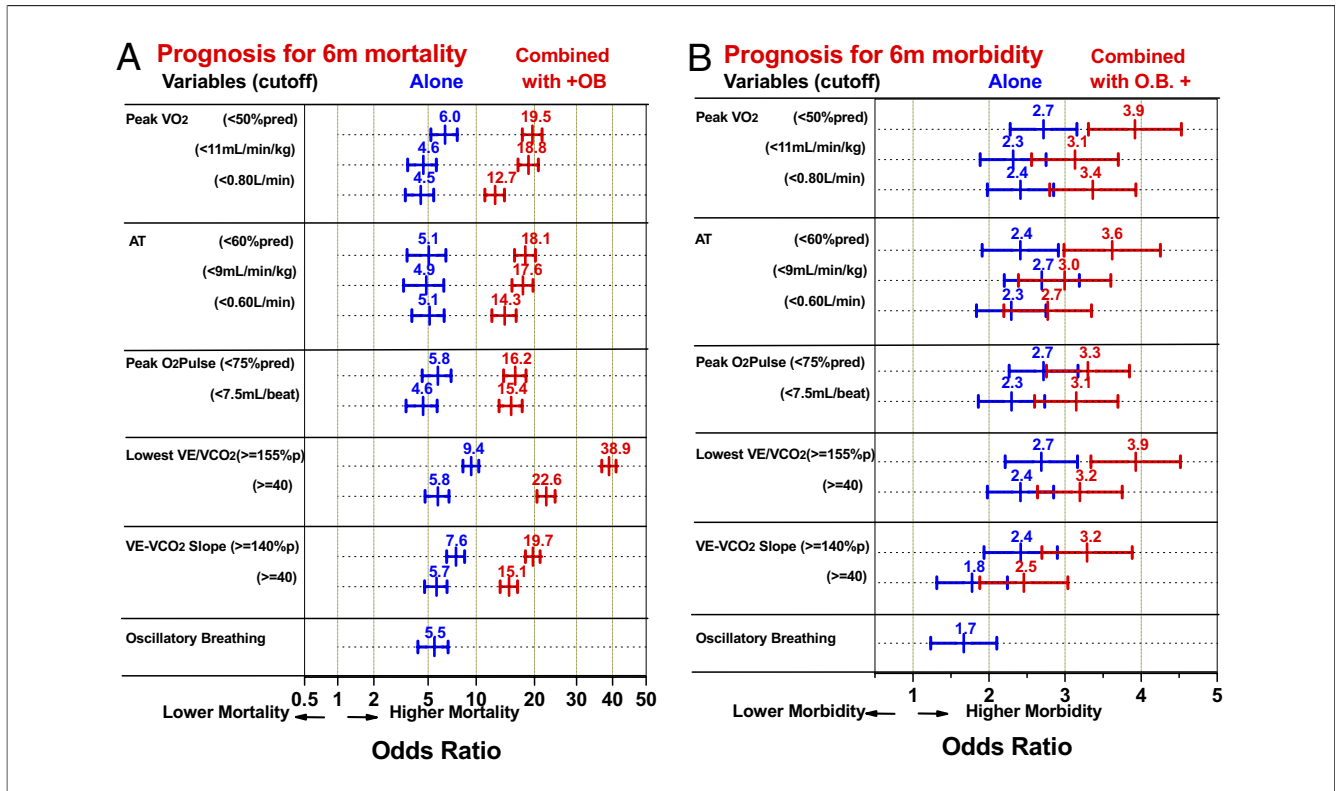 A Prognosis for 6m mortality Combined
Variables (cutoff) Alone with +OB
Peak VO2 (<50%pred) 6.0 19.5
(<11mL/min/kg) 4.6 18.8
(<0.80L/min) 4.5 12.7
AT (<60%pred) 5.1 18.1
(<9mL/min/kg) 4.9 17.6
(<0.60L/min) 5.1 14.3
Peak O2Pulse (<75%pred) 5.8 16.2
(<7.5mL/beat) 4.6 15.4
Lowest VE/VCO2(>=155%p) 9.4 38.9
(>=40) 5.8 22.6
VE-VCO2 Slope (>=140%p) 7.6 19.7
(>=40) 5.7 15.1
Oscillatory Breathing 5.5
0.5 1 2 5 10 20 30 40 50
Lower Mortality Higher Mortality
Odds Ratio
B Prognosis for 6m morbidity Combined
Variables (cutoff) Alone with O.B. +
Peak VO2 (<50%pred) 2.7 3.9
(<11mL/min/kg) 2.3 3.1
(<0.80L/min) 2.4 3.4
AT (<60%pred) 2.4 3.6
(<9mL/min/kg) 2.7 3.0
(<0.60L/min) 2.3 2.7
Peak O2Pulse (<75%pred) 2.7 3.3
(<7.5mL/beat) 2.3 3.1
Lowest VE/VCO2(>=155%p) 2.7 3.9
(>=40) 2.4 3.2
VE-VCO2 Slope (>=140%p) 2.4 3.2
(>=40) 1.8 2.5
Oscillatory Breathing 1.7
1 2 3 4 5
Lower Morbidity Higher Morbidity
Odds Ratio